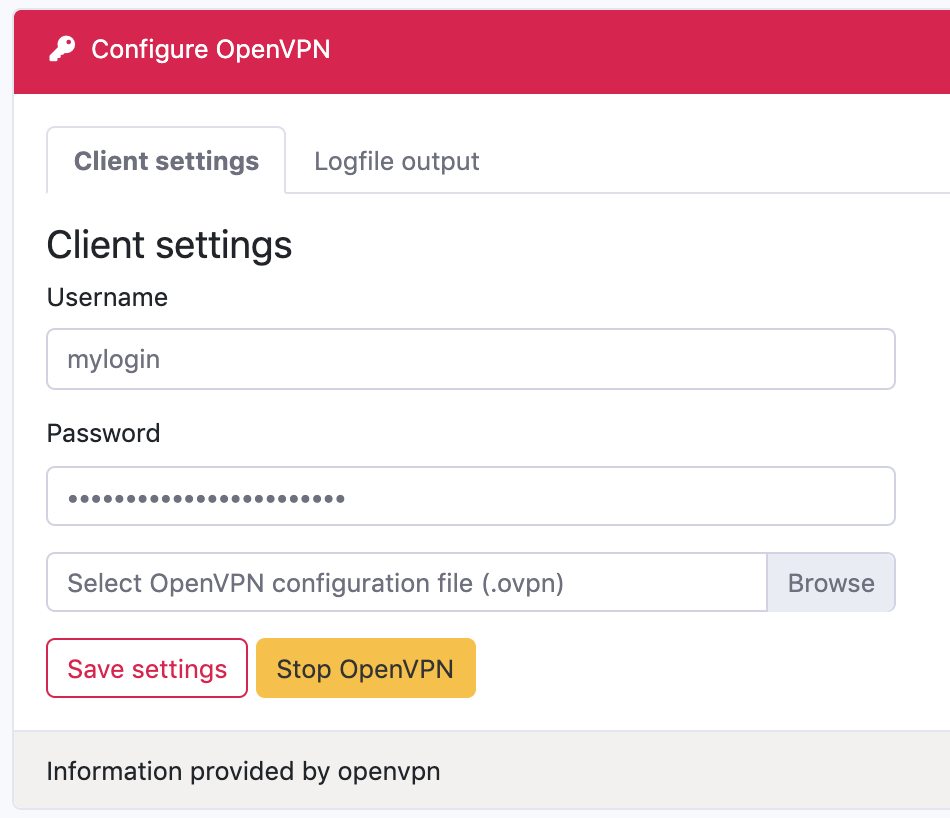 Configure OpenVPN
Client settings Logfile output
Client settings
Username
mylogin
Password
••••••••••••••••••••••••
Select OpenVPN configuration file (.ovpn) Browse
Save settings Stop OpenVPN
Information provided by openvpn